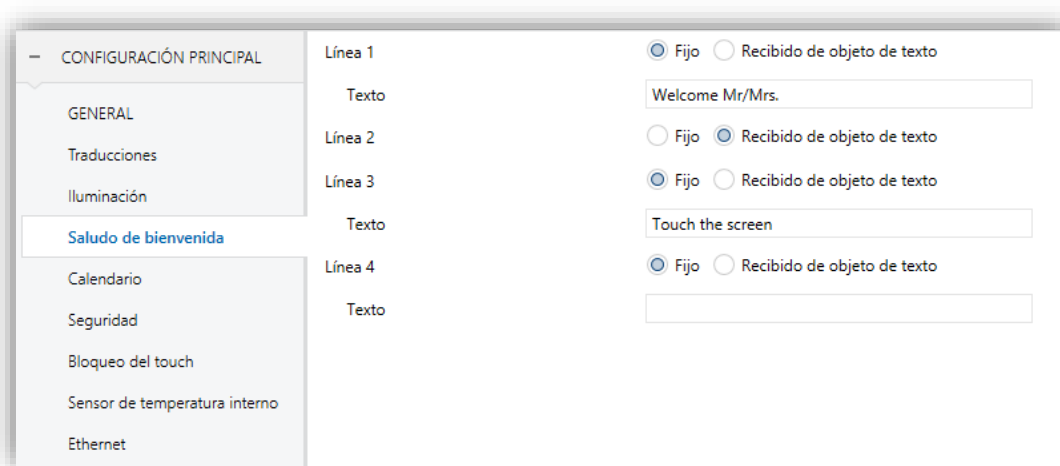 CONFIGURACIÓN PRINCIPAL
GENERAL
Traducciones
Iluminación
Saludo de bienvenida
Calendario
Seguridad
Bloqueo del touch
Sensor de temperatura interno
Ethernet
Línea 1 Fijo Recibido de objeto de texto
Texto Welcome Mr/Mrs.
Línea 2 Fijo Recibido de objeto de texto
Línea 3 Fijo Recibido de objeto de texto
Texto Touch the screen
Línea 4 Fijo Recibido de objeto de texto
Texto